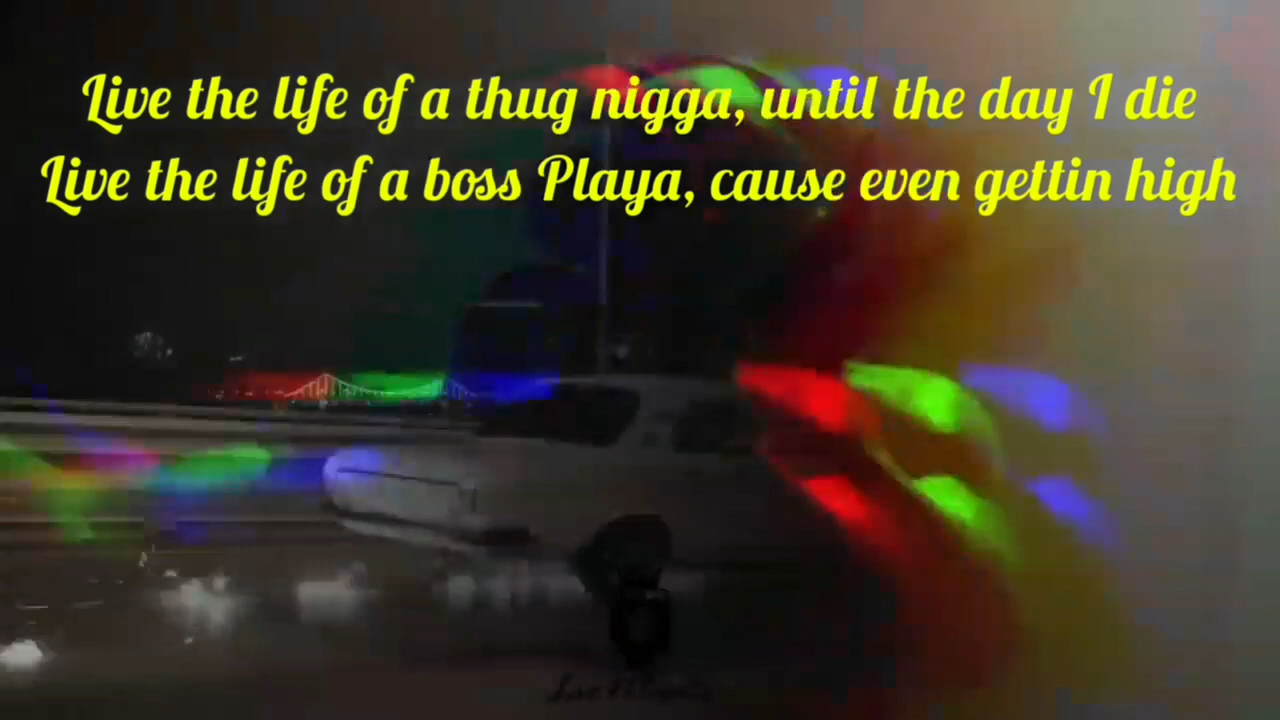 Live the life of a thug nigga, until the day I die
Live the life of a boss Playa, cause even gettin high